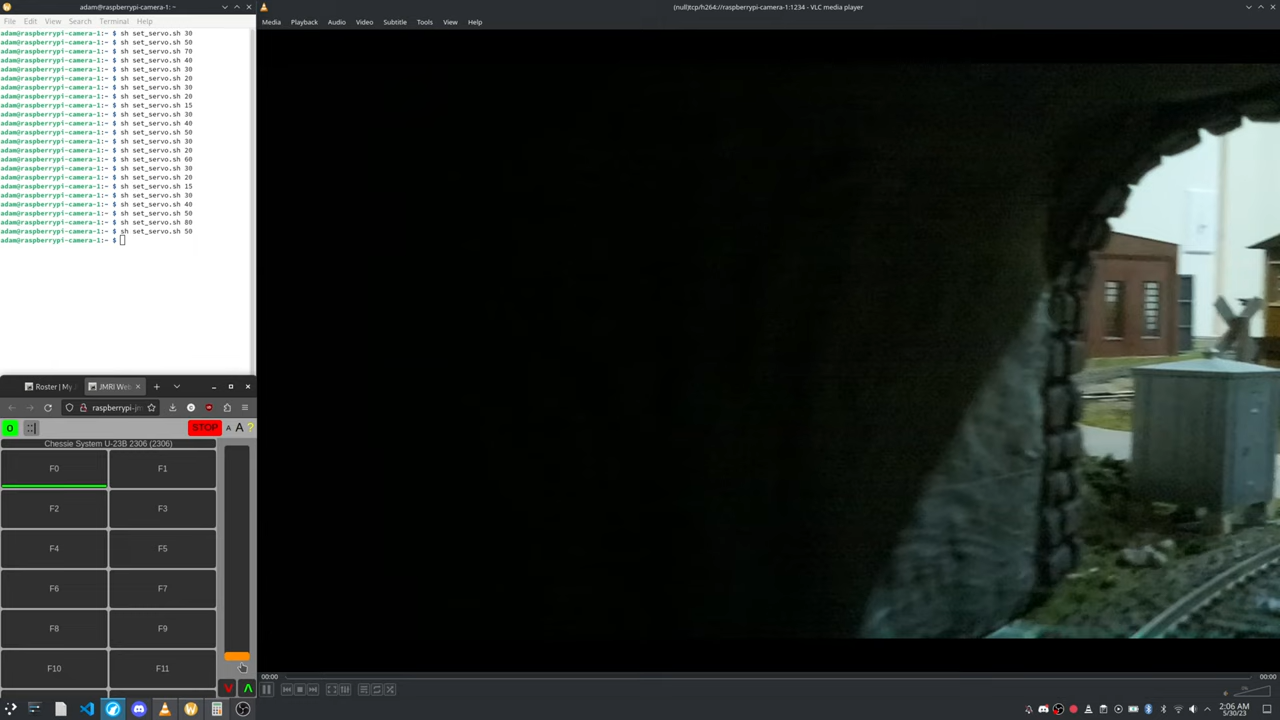 adam@raspberrypi-camera-1: ~
File Edit View Search Terminal Help
adam@raspberrypi-camera-1:~ $ sh set_servo.sh 30
adam@raspberrypi-camera-1:~ $ sh set_servo.sh 50
adam@raspberrypi-camera-1:~ $ sh set_servo.sh 70
adam@raspberrypi-camera-1:~ $ sh set_servo.sh 40
adam@raspberrypi-camera-1:~ $ sh set_servo.sh 30
adam@raspberrypi-camera-1:~ $ sh set_servo.sh 20
adam@raspberrypi-camera-1:~ $ sh set_servo.sh 30
adam@raspberrypi-camera-1:~ $ sh set_servo.sh 20
adam@raspberrypi-camera-1:~ $ sh set_servo.sh 15
adam@raspberrypi-camera-1:~ $ sh set_servo.sh 30
adam@raspberrypi-camera-1:~ $ sh set_servo.sh 40
adam@raspberrypi-camera-1:~ $ sh set_servo.sh 50
adam@raspberrypi-camera-1:~ $ sh set_servo.sh 30
adam@raspberrypi-camera-1:~ $ sh set_servo.sh 20
adam@raspberrypi-camera-1:~ $ sh set_servo.sh 60
adam@raspberrypi-camera-1:~ $ sh set_servo.sh 30
adam@raspberrypi-camera-1:~ $ sh set_servo.sh 20
adam@raspberrypi-camera-1:~ $ sh set_servo.sh 15
adam@raspberrypi-camera-1:~ $ sh set_servo.sh 30
adam@raspberrypi-camera-1:~ $ sh set_servo.sh 40
adam@raspberrypi-camera-1:~ $ sh set_servo.sh 50
adam@raspberrypi-camera-1:~ $ sh set_servo.sh 80
adam@raspberrypi-camera-1:~ $ sh set_servo.sh 50
adam@raspberrypi-camera-1:~ $
(null)tcp/h264://raspberrypi-camera-1:1234 - VLC media player
Media Playback Audio Video Subtitle Tools View Help
Roster | My
JMRI Web
raspberrypi-jm
STOP A A ?
Chessie System U-23B 2306 (2306)
F0 F1
F2 F3
F4 F5
F6 F7
F8 F9
F10 F11
00:00 00:00
2:06 AM
5/30/23